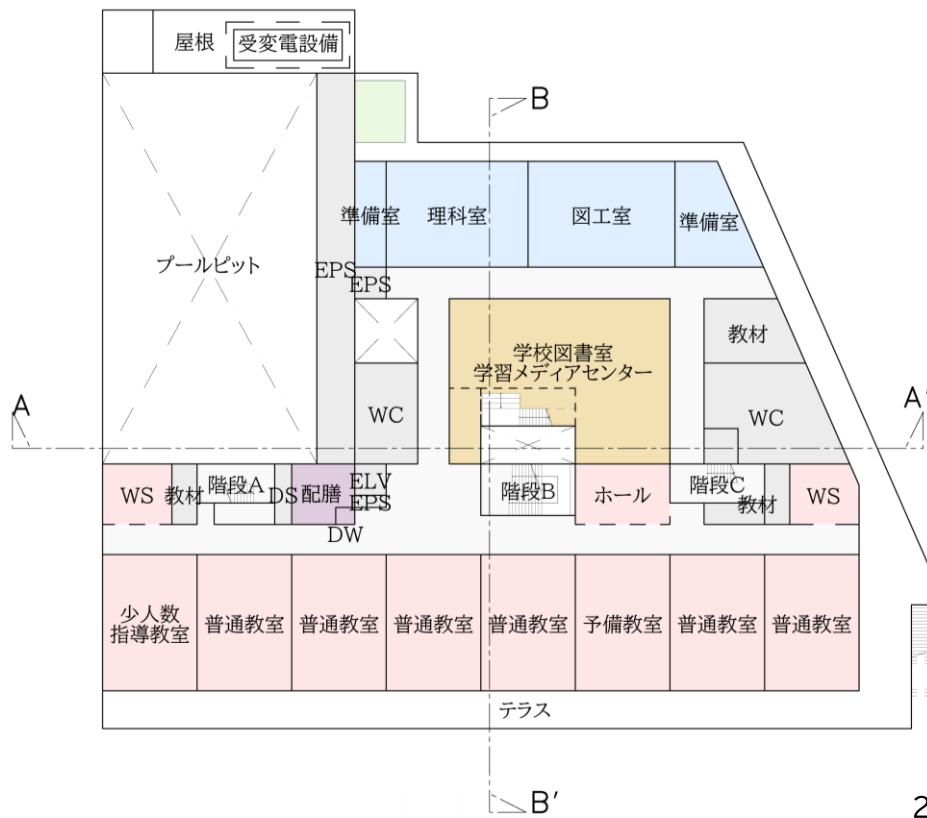 屋根
受変電設備
B
準備室
理科室
図工室
準備室
プールピット
EPS
EPS
教材
学校図書室
学習メディアセンター
A
A'
WC
WC
WS
教材
階段A
DS
配膳
ELV
EPS
DW
階段B
ホール
階段C
教材
WS
少人数
指導教室
普通教室
普通教室
普通教室
普通教室
予備教室
普通教室
普通教室
テラス
B'
2